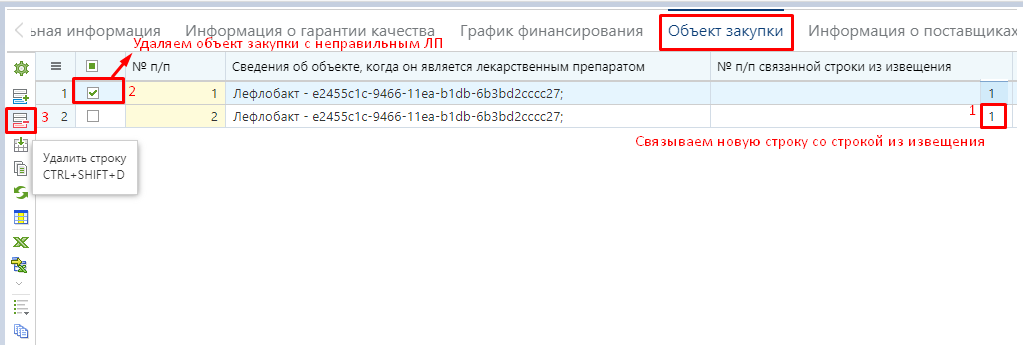 ьная информация Информация о гарантии качества График финансирования Объект закупки Информация о поставщиках
Удаляем объект закупки с неправильным ЛП
№ п/п Сведения об объекте, когда он является лекарственным препаратом № п/п связанной строки из извещения
1 2 1 Лефлобакт - e2455c1c-9466-11ea-b1db-6b3bd2cccc27; 1
3 2 2 Лефлобакт - e2455c1c-9466-11ea-b1db-6b3bd2cccc27; 1 1
Связываем новую строку со строкой из извещения
Удалить строку
CTRL+SHIFT+D